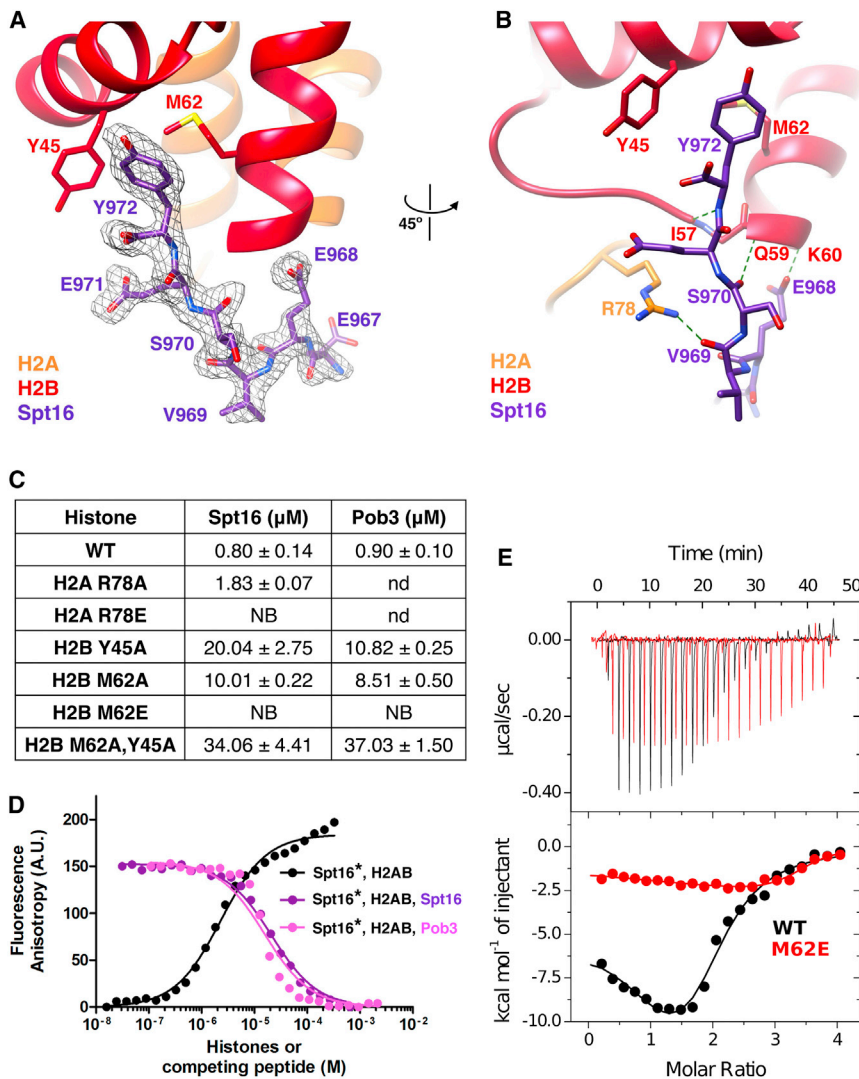 A
M62
Y45
Y972
E968
E971
E967
S970
V969
H2A
H2B
Spt16
45º
B
Y45
Y972
M62
I57
Q59
K60
R78
S970
E968
V969
H2A
H2B
Spt16
C
Histone Spt16 (μM) Pob3 (μM)
WT 0.80 ± 0.14 0.90 ± 0.10
H2A R78A 1.83 ± 0.07 nd
H2A R78E NB nd
H2B Y45A 20.04 ± 2.75 10.82 ± 0.25
H2B M62A 10.01 ± 0.22 8.51 ± 0.50
H2B M62E NB NB
H2B M62A,Y45A 34.06 ± 4.41 37.03 ± 1.50
D
Fluorescence
Anisotropy (A.U.)
200
150
100
50
0
Spt16*, H2AB
Spt16*, H2AB, Spt16
Spt16*, H2AB, Pob3
10-8 10-7 10-6 10-5 10-4 10-3 10-2
Histones or
competing peptide (M)
E
Time (min)
0 10 20 30 40 50
μcal/sec
0.00
-0.20
-0.40
kcal mol-1 of injectant
0.0
-2.5
-5.0
-7.5
-10.0
WT
M62E
0 1 2 3 4
Molar Ratio